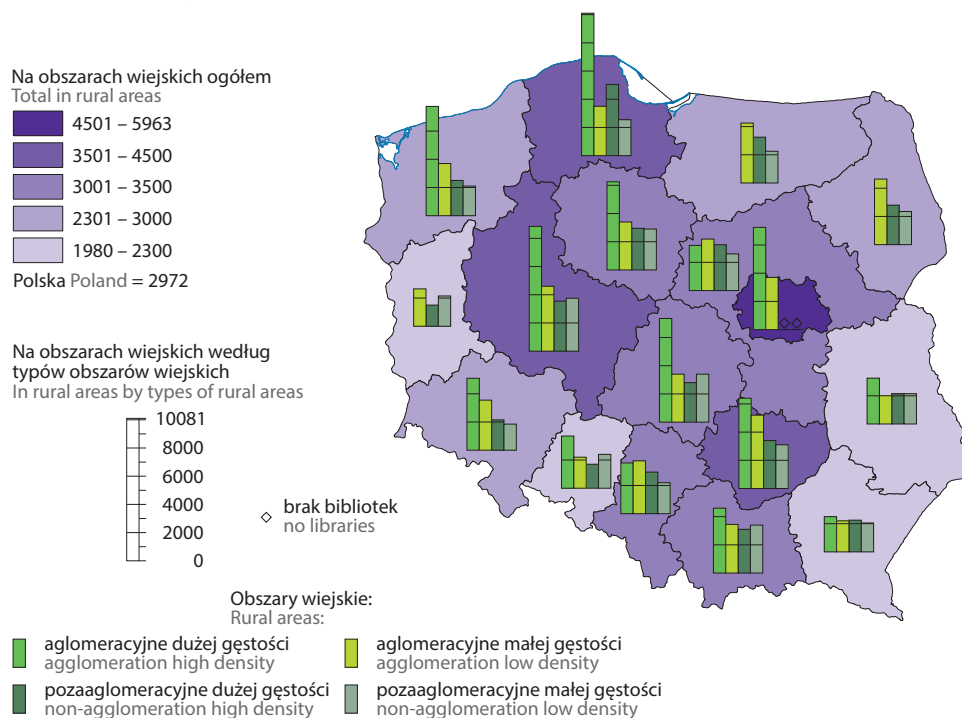 Na obszarach wiejskich ogółem
Total in rural areas
4501 – 5963
3501 – 4500
3001 – 3500
2301 – 3000
1980 – 2300
Polska Poland = 2972
Na obszarach wiejskich według
typów obszarów wiejskich
In rural areas by types of rural areas
10081
8000
6000
4000
2000
0
brak bibliotek
no libraries
Obszary wiejskie:
Rural areas:
aglomeracyjne dużej gęstości
agglomeration high density
aglomeracyjne małej gęstości
agglomeration low density
pozaaglomeracyjne dużej gęstości
non-agglomeration high density
pozaaglomeracyjne małej gęstości
non-agglomeration low density